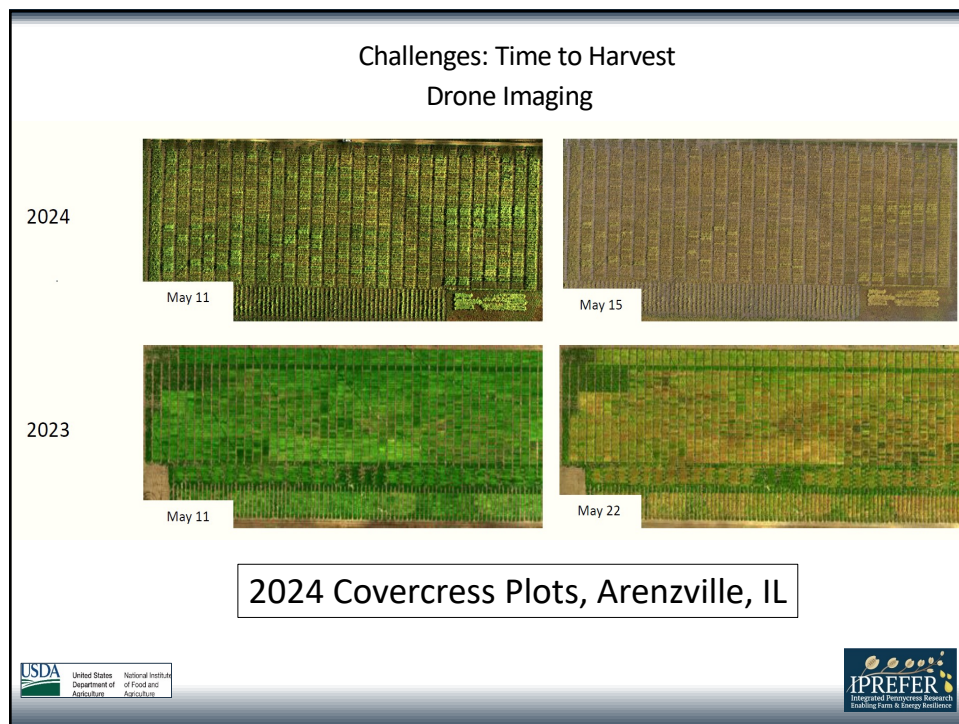 Challenges: Time to Harvest
Drone Imaging
2024
May 11
May 15
2023
May 11
May 22
2024 Covercress Plots, Arenzville, IL
USDA
United States
Department of
Agriculture
National Institute
of Food and
Agriculture
IPREFER
Integrated Pennycress Research
Enabling Farm & Energy Resilience